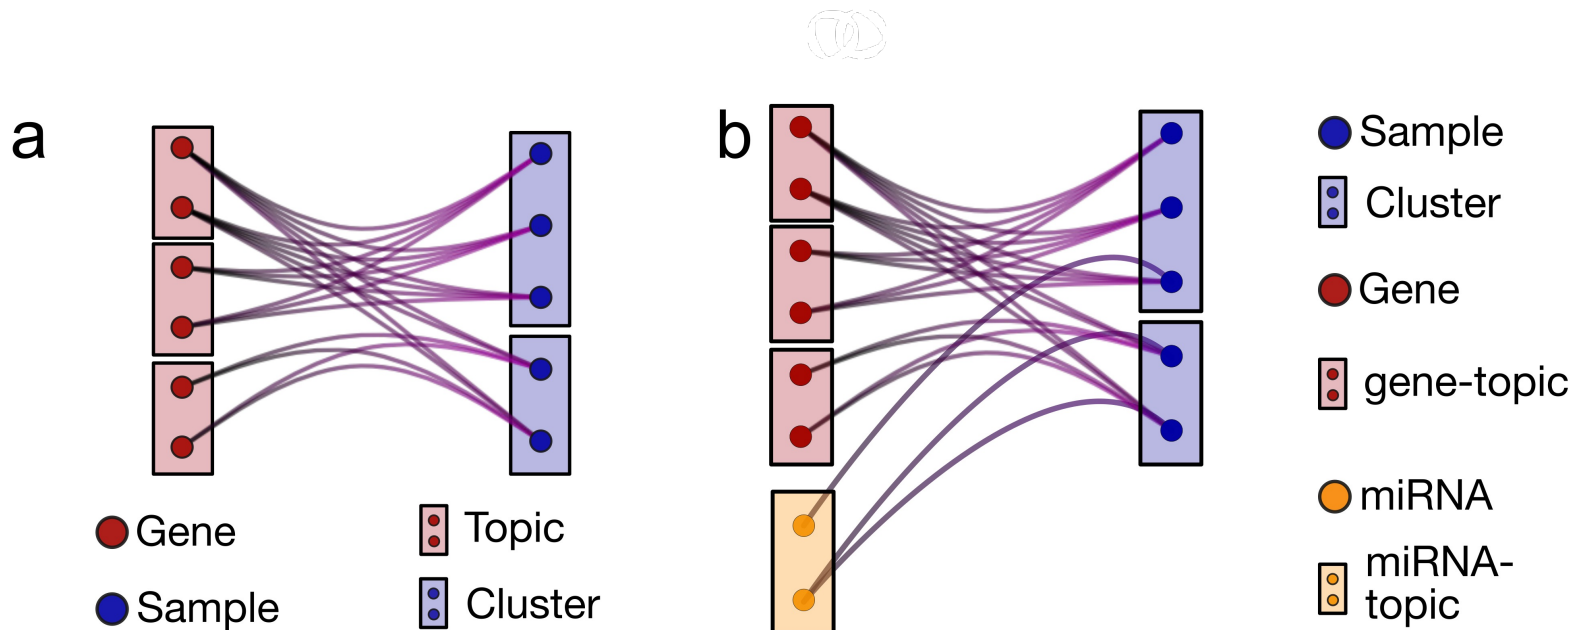 a
Gene
Sample
Topic
Cluster
b
Sample
Cluster
Gene
gene-topic
miRNA
miRNA-
topic